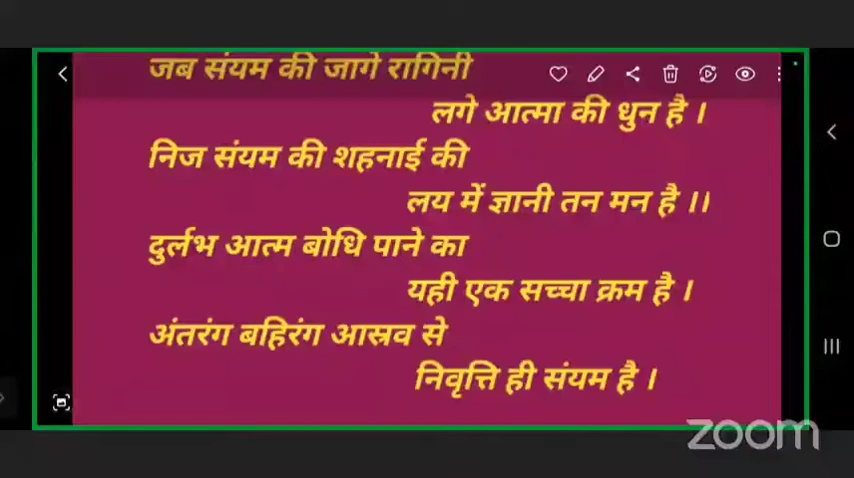 जब संयम की जागे रागिनी
लगे आत्मा की धुन है ।
निज संयम की शहनाई की
लय में ज्ञानी तन मन है ।।
दुर्लभ आत्म बोधि पाने का
यही एक सच्चा क्रम है ।
अंतरंग बहिरंग आस्रव से
निवृत्ति ही संयम है ।
zoom